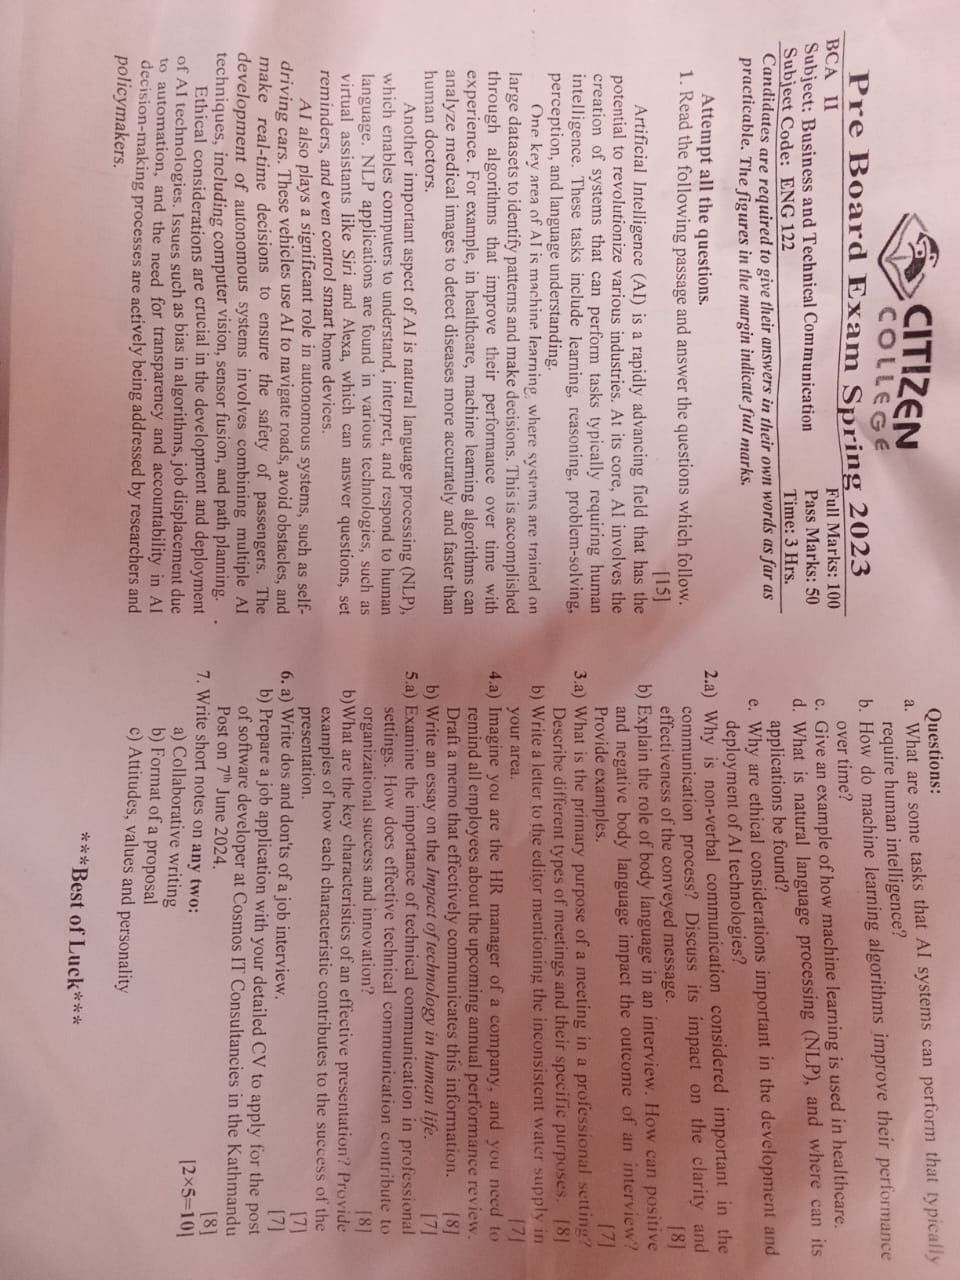 CITIZEN
COLLEGE
Pre Board Exam Spring 2023
BCA II
Full Marks: 100
Subject: Business and Technical Communication
Pass Marks: 50
Subject Code: ENG 122
Time: 3 Hrs.
Candidates are required to give their answers in their own words as far as
practicable. The figures in the margin indicate full marks.
Attempt all the questions.
1. Read the following passage and answer the questions which follow.
[15]
Artificial Intelligence (AI) is a rapidly advancing field that has the
potential to revolutionize various industries. At its core, AI involves the
creation of systems that can perform tasks typically requiring human
intelligence. These tasks include learning, reasoning, problem-solving,
perception, and language understanding.
One key area of AI is machine learning, where systems are trained on
large datasets to identify patterns and make decisions. This is accomplished
through algorithms that improve their performance over time with
experience. For example, in healthcare, machine learning algorithms can
analyze medical images to detect diseases more accurately and faster than
human doctors.
Another important aspect of AI is natural language processing (NLP),
which enables computers to understand, interpret, and respond to human
language. NLP applications are found in various technologies, such as
virtual assistants like Siri and Alexa, which can answer questions, set
reminders, and even control smart home devices.
AI also plays a significant role in autonomous systems, such as self-
driving cars. These vehicles use AI to navigate roads, avoid obstacles, and
make real-time decisions to ensure the safety of passengers. The
development of autonomous systems involves combining multiple AI
techniques, including computer vision, sensor fusion, and path planning.
Ethical considerations are crucial in the development and deployment
of AI technologies. Issues such as bias in algorithms, job displacement due
to automation, and the need for transparency and accountability in AI
decision-making processes are actively being addressed by researchers and
policymakers.
Questions:
a. What are some tasks that AI systems can perform that typically
require human intelligence?
b. How do machine learning algorithms improve their performance
over time?
c. Give an example of how machine learning is used in healthcare.
d. What is natural language processing (NLP), and where can its
applications be found?
e. Why are ethical considerations important in the development and
deployment of AI technologies?
2.a) Why is non-verbal communication considered important in the
communication process? Discuss its impact on the clarity and
effectiveness of the conveyed message. [8]
b) Explain the role of body language in an interview. How can positive
and negative body language impact the outcome of an interview?
Provide examples. [7]
3.a) What is the primary purpose of a meeting in a professional setting?
Describe different types of meetings and their specific purposes. [8]
b) Write a letter to the editor mentioning the inconsistent water supply in
your area. [7]
4.a) Imagine you are the HR manager of a company, and you need to
remind all employees about the upcoming annual performance review.
Draft a memo that effectively communicates this information. [8]
b) Write an essay on the Impact of technology in human life. [7]
5.a) Examine the importance of technical communication in professional
settings. How does effective technical communication contribute to
organizational success and innovation? [8]
b)What are the key characteristics of an effective presentation? Provide
examples of how each characteristic contributes to the success of the
presentation. [7]
6. a) Write dos and don'ts of a job interview. [7]
b) Prepare a job application with your detailed CV to apply for the post
of software developer at Cosmos IT Consultancies in the Kathmandu
Post on 7th June 2024. [8]
7. Write short notes on any two: [2×5=10]
a) Collaborative writing
b) Format of a proposal
c) Attitudes, values and personality
***Best of Luck***